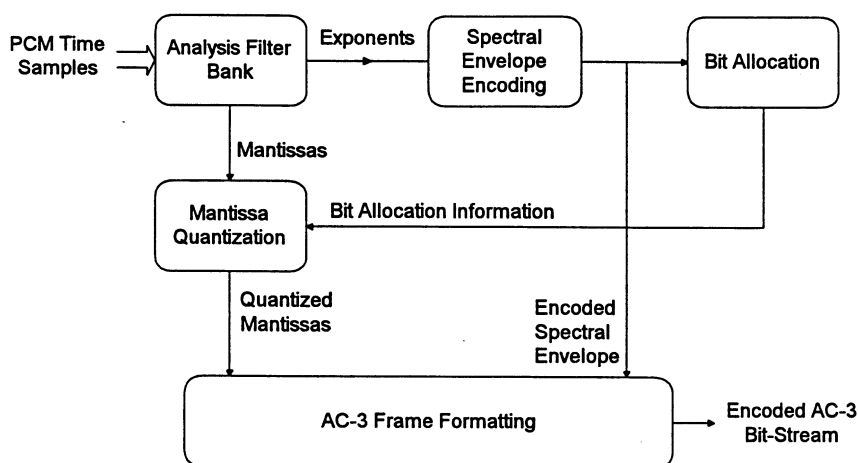 PCM Time
Samples
Analysis Filter
Bank
Exponents
Spectral
Envelope
Encoding
Bit Allocation
Mantissas
Mantissa
Quantization
Bit Allocation Information
Quantized
Mantissas
Encoded
Spectral
Envelope
AC-3 Frame Formatting
Encoded AC-3
Bit-Stream